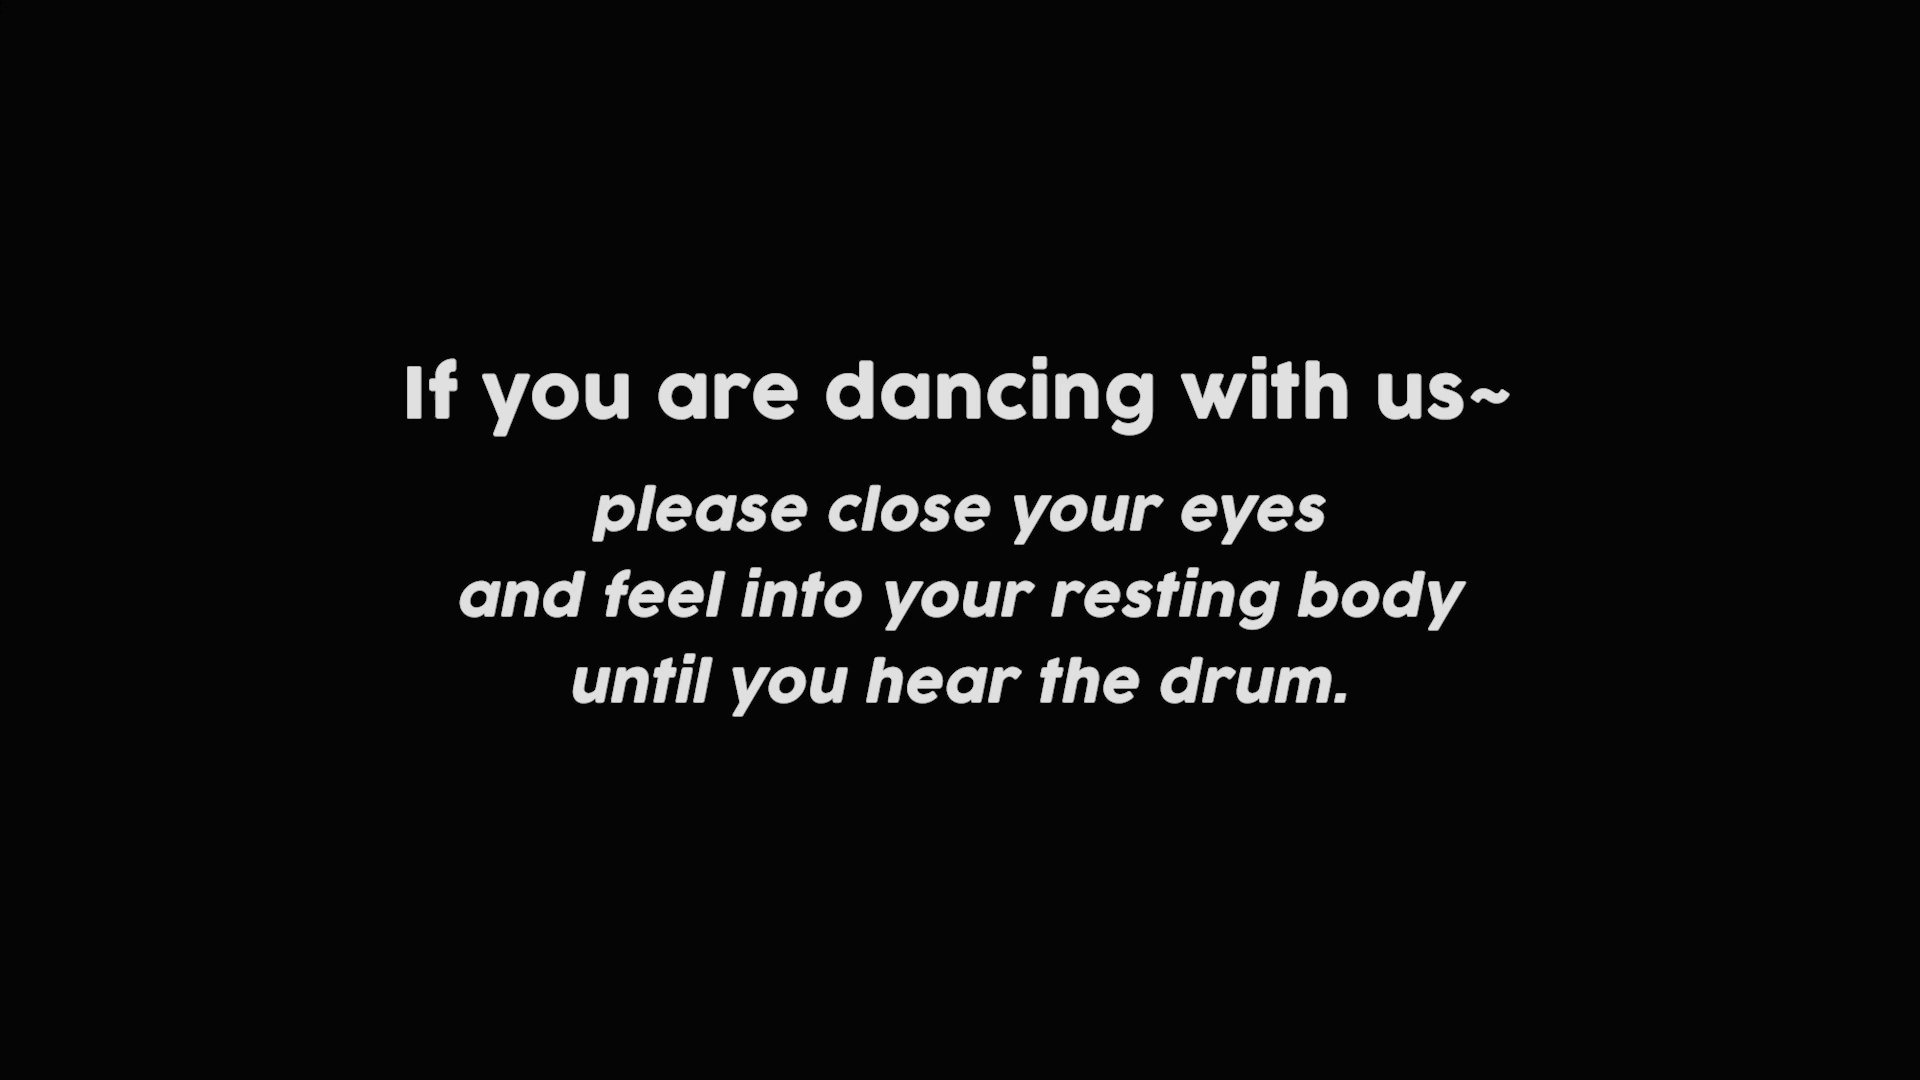 If you are dancing with us~
please close your eyes
and feel into your resting body
until you hear the drum.